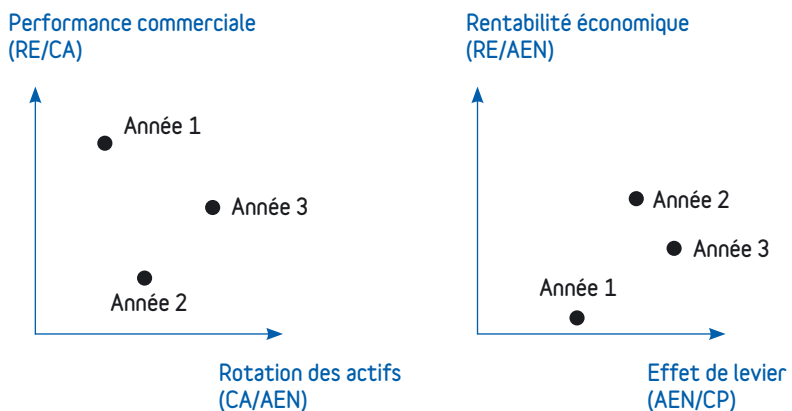 Performance commerciale
(RE/CA)
Année 1
Année 3
Année 2
Rotation des actifs
(CA/AEN)
Rentabilité économique
(RE/AEN)
Année 2
Année 3
Année 1
Effet de levier
(AEN/CP)